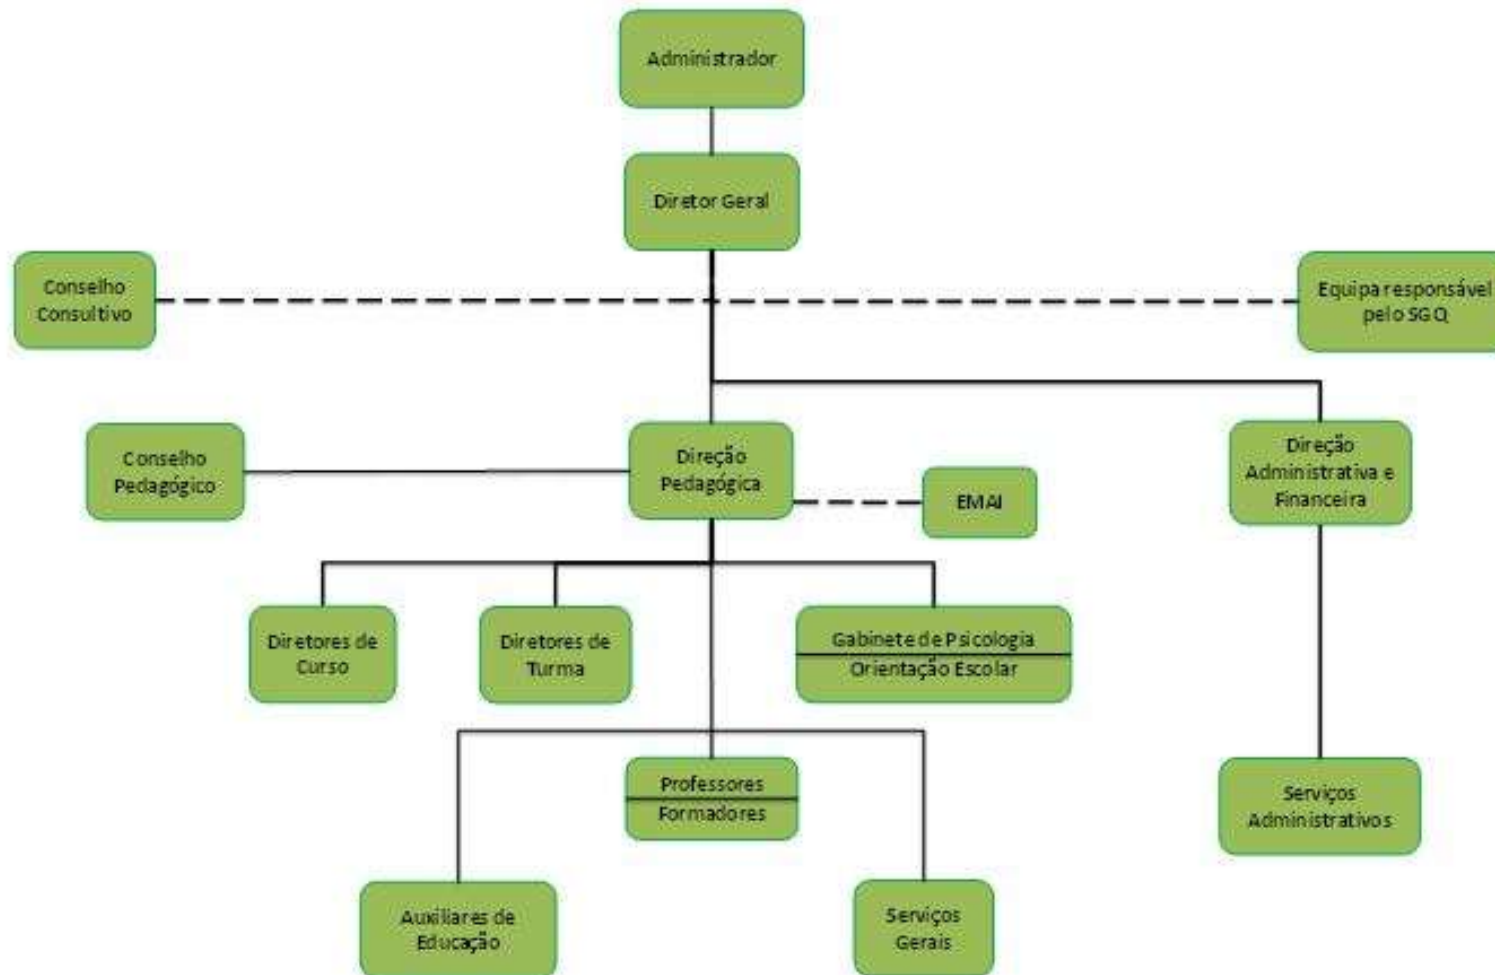 Administrador
Diretor Geral
Conselho
Consultivo
Equipa responsável
pelo SGQ
Conselho
Pedagógico
Direção
Pedagógica
EMAI
Direção
Administrativa e
Financeira
Diretores de
Curso
Diretores de
Turma
Gabinete de Psicologia
Orientação Escolar
Professores
Formadores
Serviços
Administrativos
Auxiliares de
Educação
Serviços
Gerais